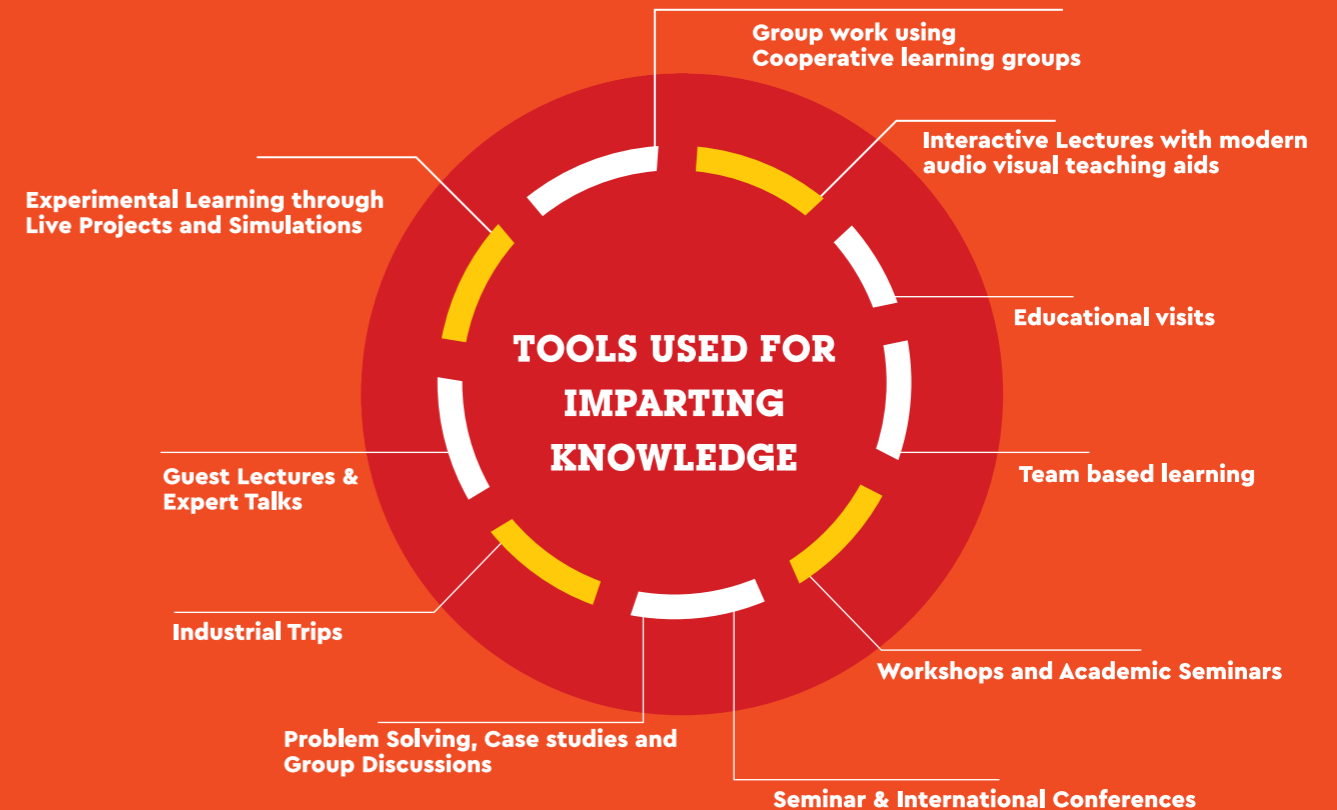 Group work using
Cooperative learning groups
Interactive Lectures with modern
audio visual teaching aids
Experimental Learning through
Live Projects and Simulations
Educational visits
TOOLS USED FOR
IMPARTING
KNOWLEDGE
Guest Lectures &
Expert Talks
Team based learning
Industrial Trips
Workshops and Academic Seminars
Problem Solving, Case studies and
Group Discussions
Seminar & International Conferences